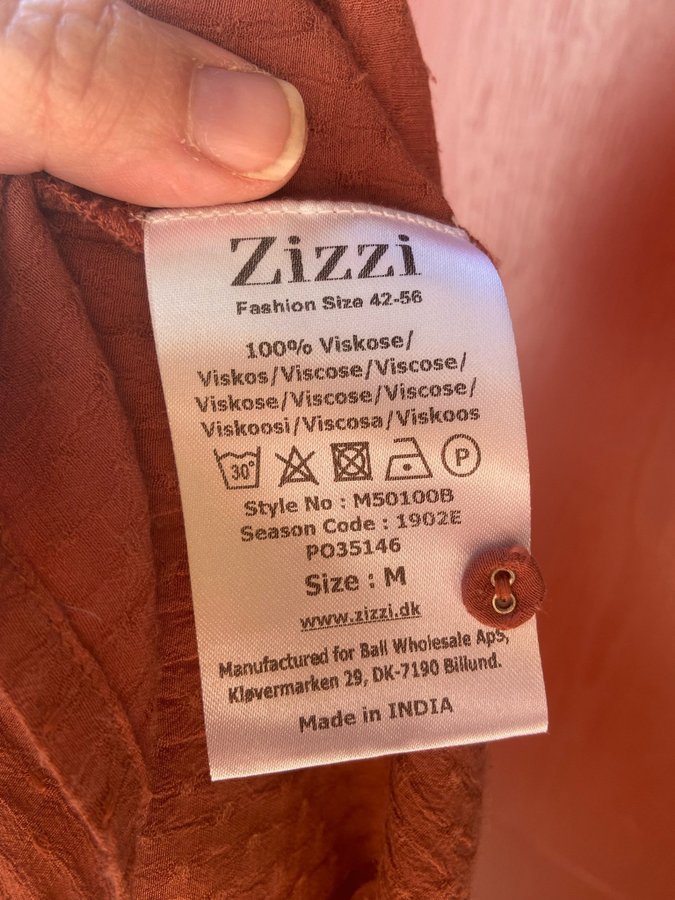 Zizzi
Fashion Size 42-56
100% Viskose/
Viskos/Viscose/Viscose/
Viskose/Viscose/Viscose/
Viskoosi/Viscosa/Viskoos
30° P
Style No : M50100B
Season Code : 1902E
PO35146
Size : M
www.zizzi.dk
Manufactured for Ball Wholesale ApS,
Kløvermarken 29, DK-7190 Billund.
Made in INDIA